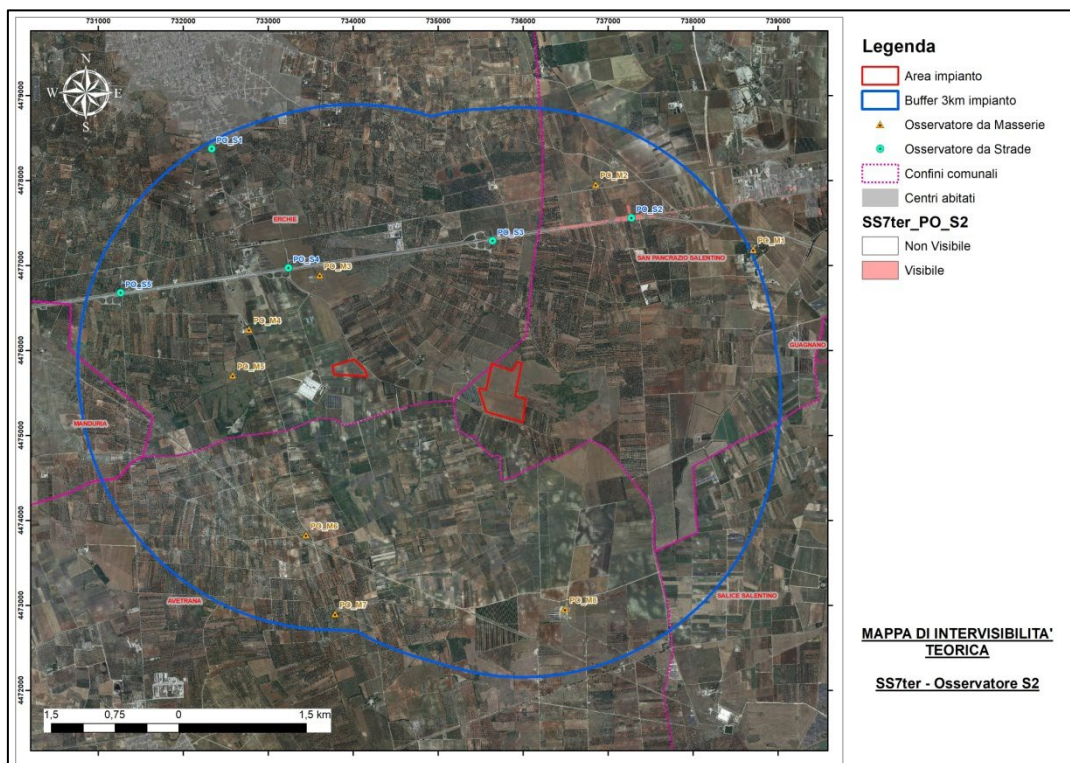 731000 732000 733000 734000 735000 736000 737000 738000 739000
4479000
4478000
4477000
4476000
4475000
4474000
4473000
4472000
N
W E
S
PO_S1
PO_M2
ERCHIE
PO_S2
PO_S3
PO_M1
SAN PANCRAZIO SALENTINO
PO_S4
PO_M3
PO_S5
PO_M4
GUAGNANO
PO_M5
MANDURIA
PO_M6
AVETRANA
PO_M7
PO_M8
SALICE SALENTINO
1,5 0,75 0 1,5 km
Legenda
Area impianto
Buffer 3km impianto
Osservatore da Masserie
Osservatore da Strade
Confini comunali
Centri abitati
SS7ter_PO_S2
Non Visibile
Visibile
MAPPA DI INTERVISIBILITA'
TEORICA
SS7ter - Osservatore S2